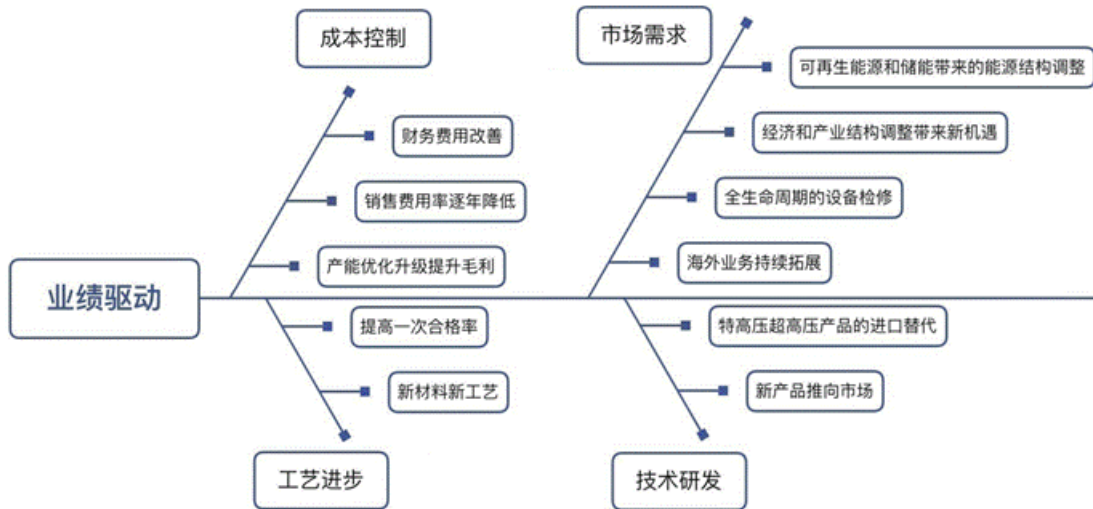 成本控制
市场需求
可再生能源和储能带来的能源结构调整
财务费用改善
经济和产业结构调整带来新机遇
销售费用率逐年降低
全生命周期的设备检修
产能优化升级提升毛利
海外业务持续拓展
业绩驱动
提高一次合格率
特高压超高压产品的进口替代
新材料新工艺
新产品推向市场
工艺进步
技术研发